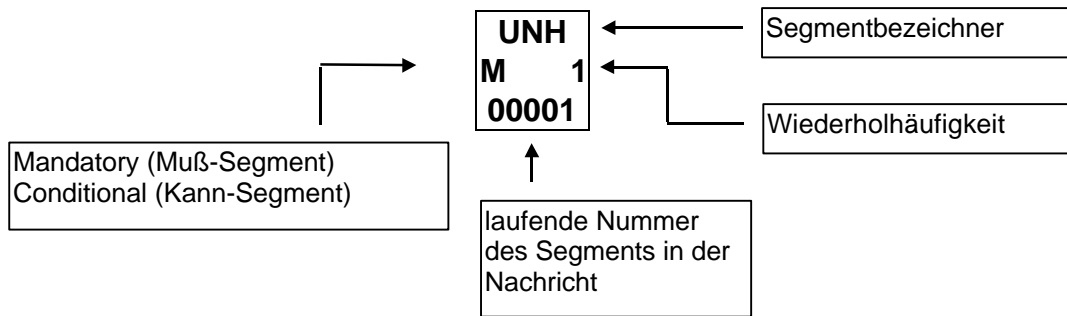 UNH
M 1
00001
Segmentbezeichner
Wiederholhäufigkeit
Mandatory (Muß-Segment)
Conditional (Kann-Segment)
laufende Nummer
des Segments in der
Nachricht